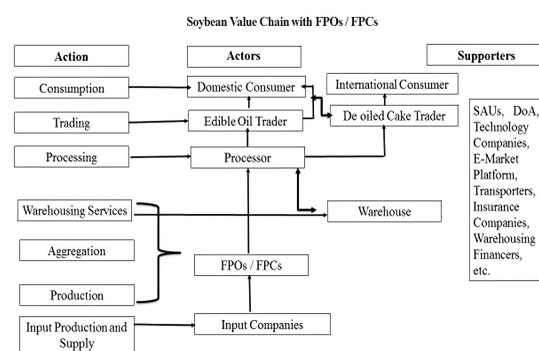 Soybean Value Chain with FPOs / FPCs
Action
Actors
Supporters
Consumption
Domestic Consumer
International Consumer
Trading
Edible Oil Trader
De oiled Cake Trader
Processing
Processor
SAUs, DoA,
Technology
Companies,
E-Market
Platform,
Transporters,
Insurance
Companies,
Warehousing
Financers,
etc.
Warehousing Services
Warehouse
Aggregation
FPOs / FPCs
Production
Input Production and
Supply
Input Companies